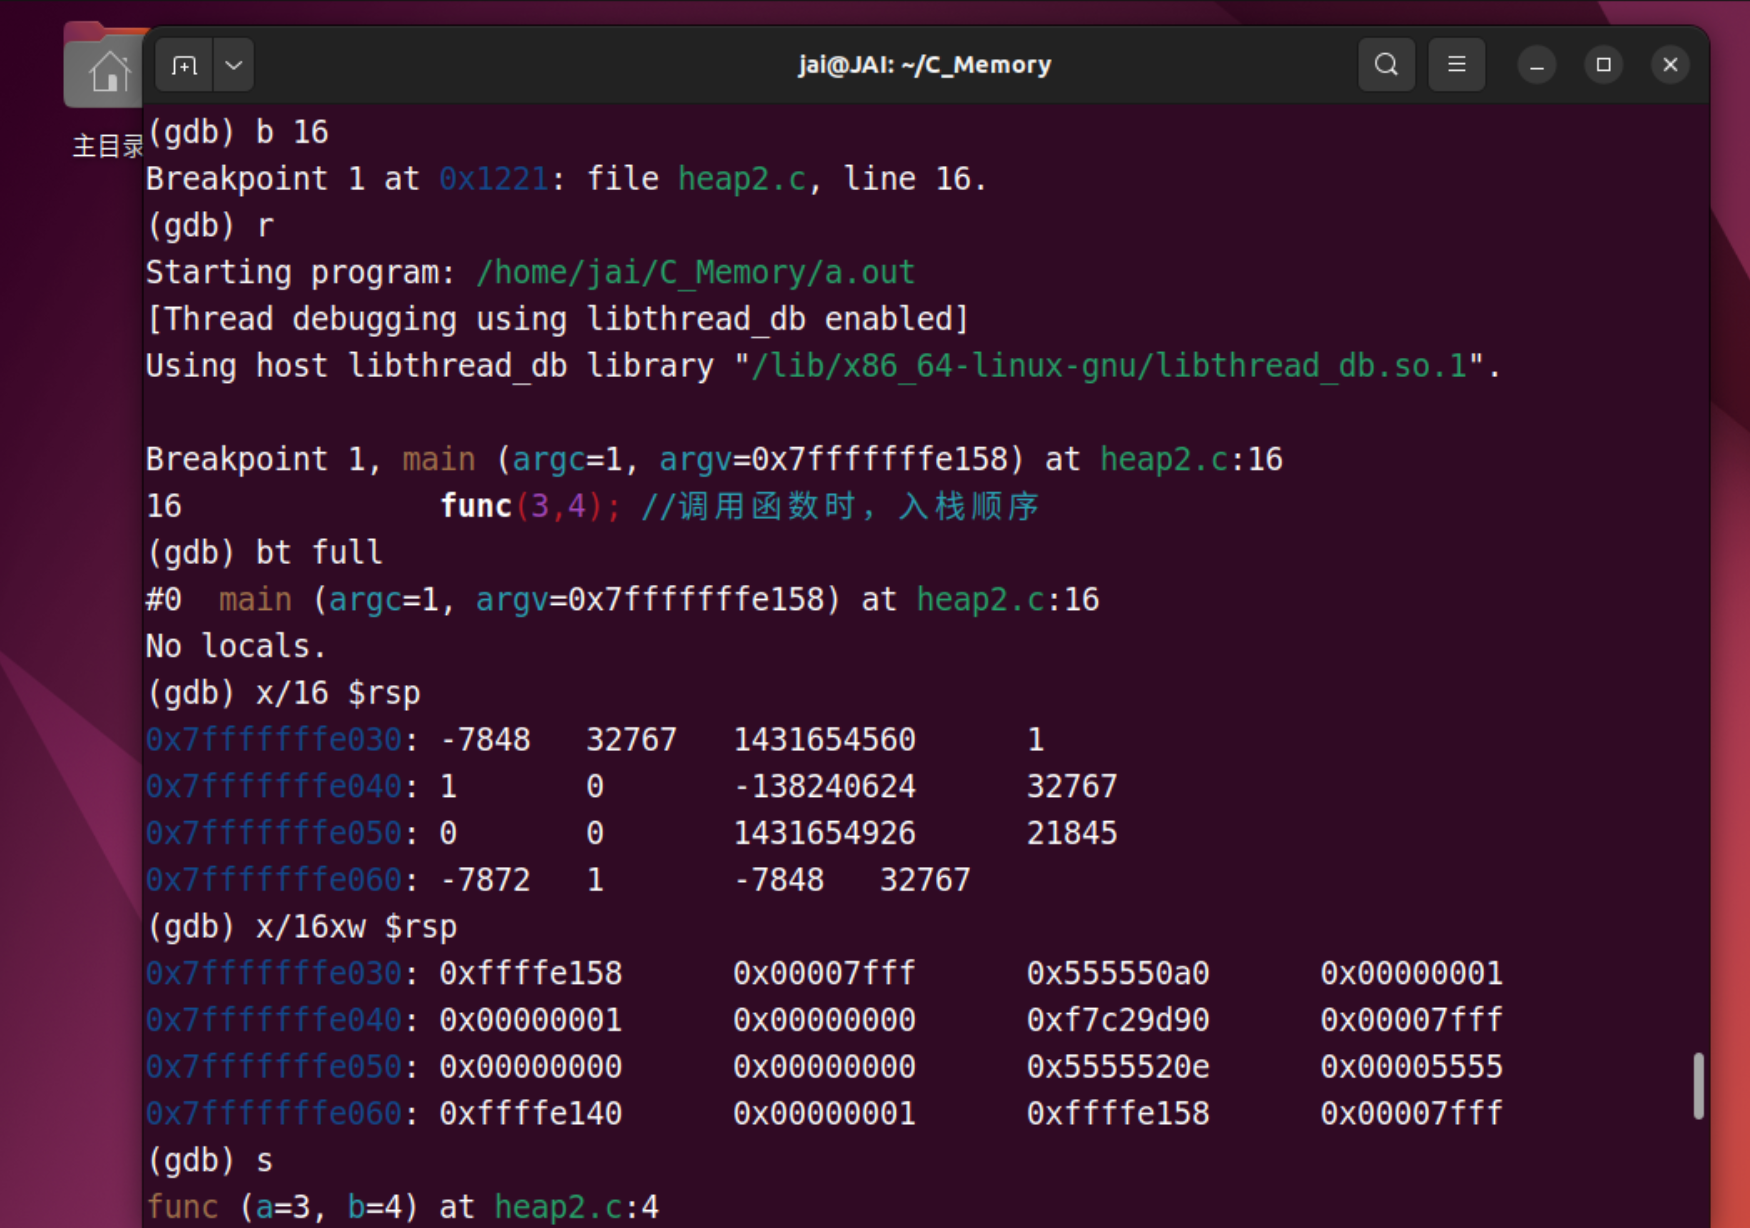 jai@JAI: ~/C_Memory
主目录
(gdb) b 16
Breakpoint 1 at 0x1221: file heap2.c, line 16.
(gdb) r
Starting program: /home/jai/C_Memory/a.out
[Thread debugging using libthread_db enabled]
Using host libthread_db library "/lib/x86_64-linux-gnu/libthread_db.so.1".
Breakpoint 1, main (argc=1, argv=0x7fffffffe158) at heap2.c:16
16 func(3,4); //调用函数时，入栈顺序
(gdb) bt full
#0 main (argc=1, argv=0x7fffffffe158) at heap2.c:16
No locals.
(gdb) x/16 $rsp
0x7fffffffe030: -7848 32767 1431654560 1
0x7fffffffe040: 1 0 -138240624 32767
0x7fffffffe050: 0 0 1431654926 21845
0x7fffffffe060: -7872 1 -7848 32767
(gdb) x/16xw $rsp
0x7fffffffe030: 0xffffe158 0x00007fff 0x555550a0 0x00000001
0x7fffffffe040: 0x00000001 0x00000000 0xf7c29d90 0x00007fff
0x7fffffffe050: 0x00000000 0x00000000 0x5555520e 0x00005555
0x7fffffffe060: 0xffffe140 0x00000001 0xffffe158 0x00007fff
(gdb) s
func (a=3, b=4) at heap2.c:4